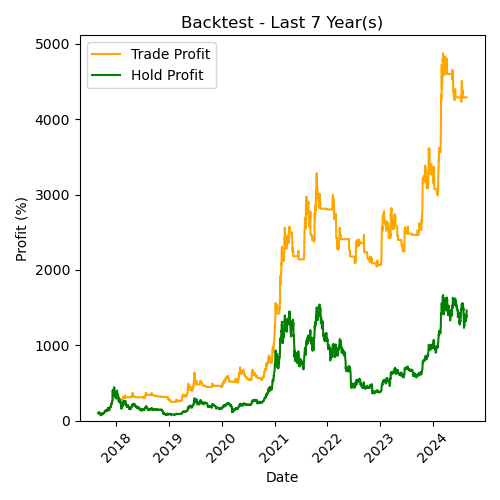 Backtest - Last 7 Year(s)
Trade Profit
Hold Profit
Profit (%)
5000
4000
3000
2000
1000
0
2018
2019
2020
2021
2022
2023
2024
Date